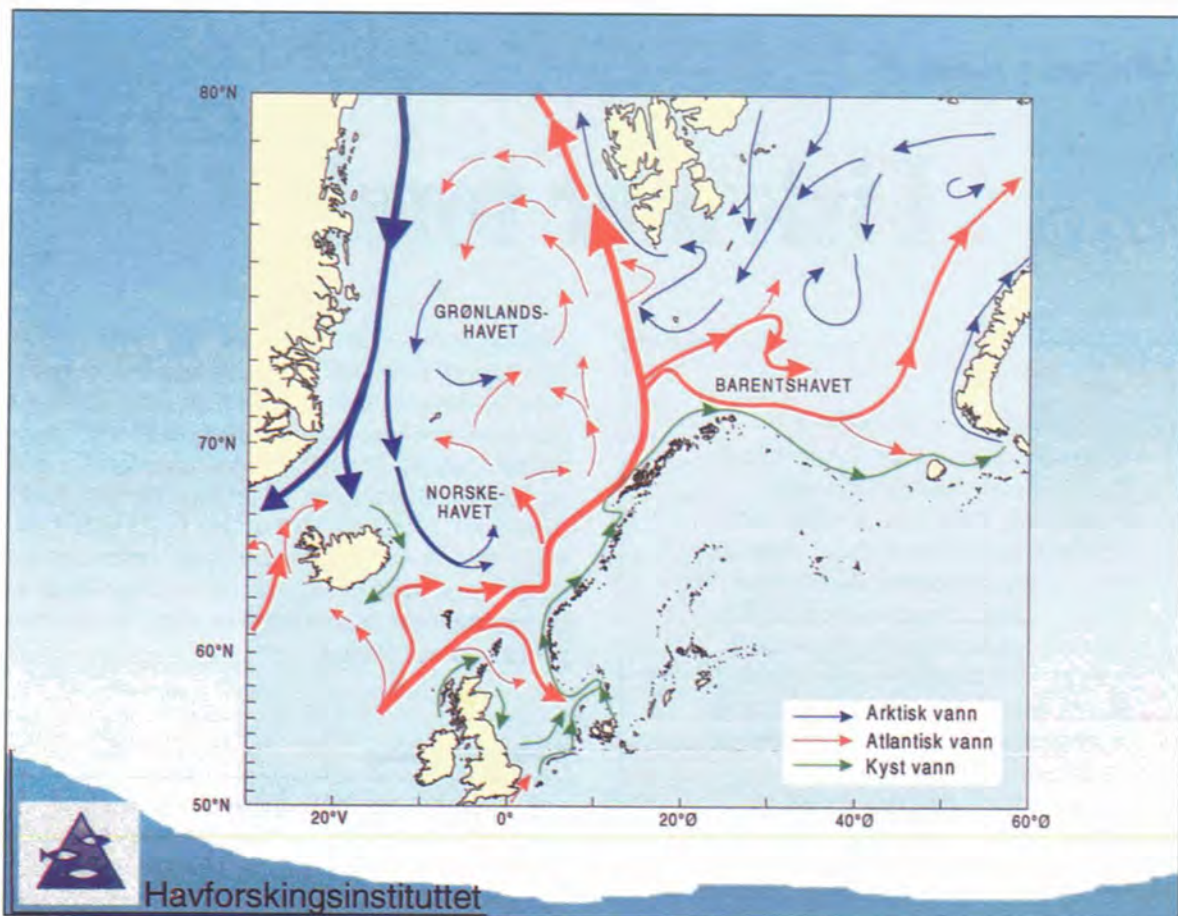 80°N
GRØNLANDS-
HAVET
BARENTSHAVET
70°N
NORSKE-
HAVET
60°N
Arktisk vann
Atlantisk vann
Kyst vann
50°N
20°V
0°
20°Ø
40°Ø
60°Ø
Havforskingsinstituttet